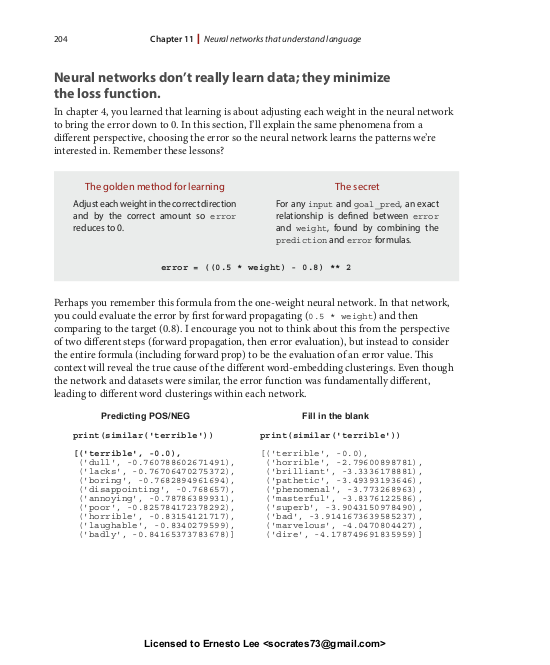 204
Chapter 11 | Neural networks that understand language
Neural networks don't really learn data; they minimize
the loss function.
In chapter 4, you learned that learning is about adjusting each weight in the neural network
to bring the error down to 0. In this section, I'll explain the same phenomena from a
different perspective, choosing the error so the neural network learns the patterns we're
interested in. Remember these lessons?
The golden method for learning
Adjust each weight in the correct direction
and by the correct amount so error
reduces to 0.
The secret
For any input and goal_pred, an exact
relationship is defined between error
and weight, found by combining the
prediction and error formulas.
error = ((0.5 * weight) - 0.8) ** 2
Perhaps you remember this formula from the one-weight neural network. In that network,
you could evaluate the error by first forward propagating (0.5 * weight) and then
comparing to the target (0.8). I encourage you not to think about this from the perspective
of two different steps (forward propagation, then error evaluation), but instead to consider
the entire formula (including forward prop) to be the evaluation of an error value. This
context will reveal the true cause of the different word-embedding clusterings. Even though
the network and datasets were similar, the error function was fundamentally different,
leading to different word clusterings within each network.
Predicting POS/NEG
print(similar('terrible'))
[('terrible', -0.0),
('dull', -0.760788602671491),
('lacks', -0.76706470275372),
('boring', -0.7682894961694),
('disappointing', -0.768657),
('annoying', -0.78786389931),
('poor', -0.825784172378292),
('horrible', -0.83154121717),
('laughable', -0.8340279599),
('badly', -0.84165373783678)]
Fill in the blank
print(similar('terrible'))
[('terrible', -0.0),
('horrible', -2.79600898781),
('brilliant', -3.3336178881),
('pathetic', -3.49393193646),
('phenomenal', -3.773268963),
('masterful', -3.8376122586),
('superb', -3.9043150978490),
('bad', -3.9141673639585237),
('marvelous', -4.0470804427),
('dire', -4.178749691835959)]
Licensed to Ernesto Lee <socrates73@gmail.com>